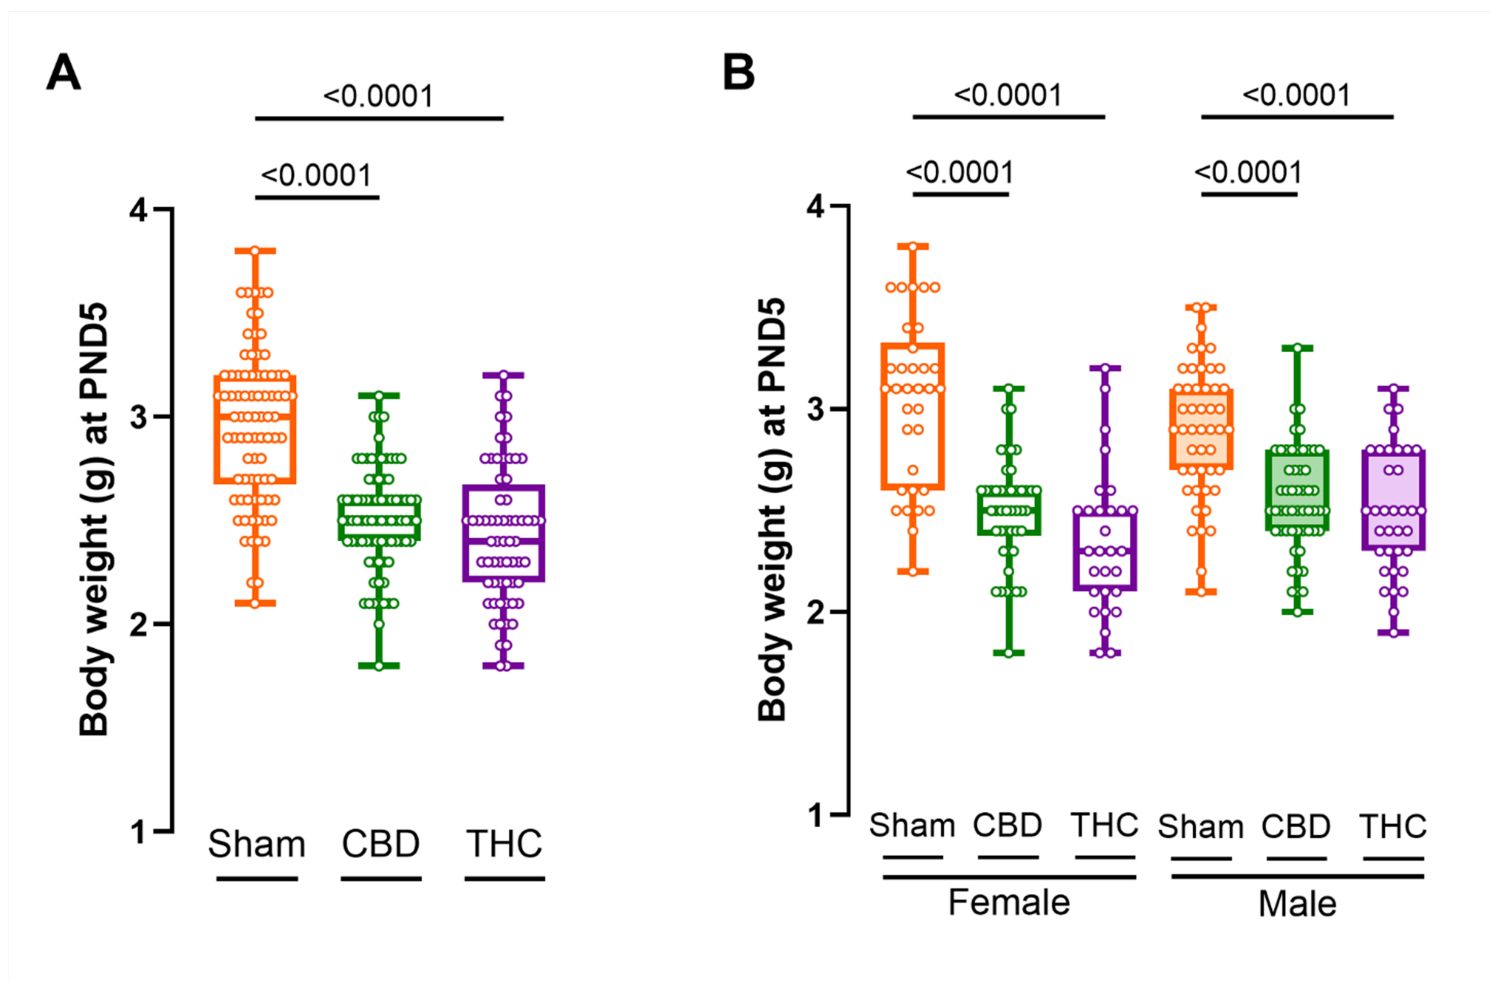 A
<0.0001
<0.0001
4
3
2
1
Body weight (g) at PND5
Sham CBD THC
B
<0.0001 <0.0001
<0.0001 <0.0001
4
3
2
1
Body weight (g) at PND5
Sham CBD THC Sham CBD THC
Female Male